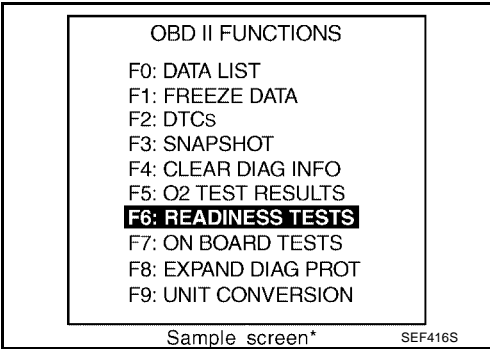 OBD II FUNCTIONS
F0: DATA LIST
F1: FREEZE DATA
F2: DTCs
F3: SNAPSHOT
F4: CLEAR DIAG INFO
F5: O2 TEST RESULTS
F6: READINESS TESTS
F7: ON BOARD TESTS
F8: EXPAND DIAG PROT
F9: UNIT CONVERSION
Sample screen*
SEF416S